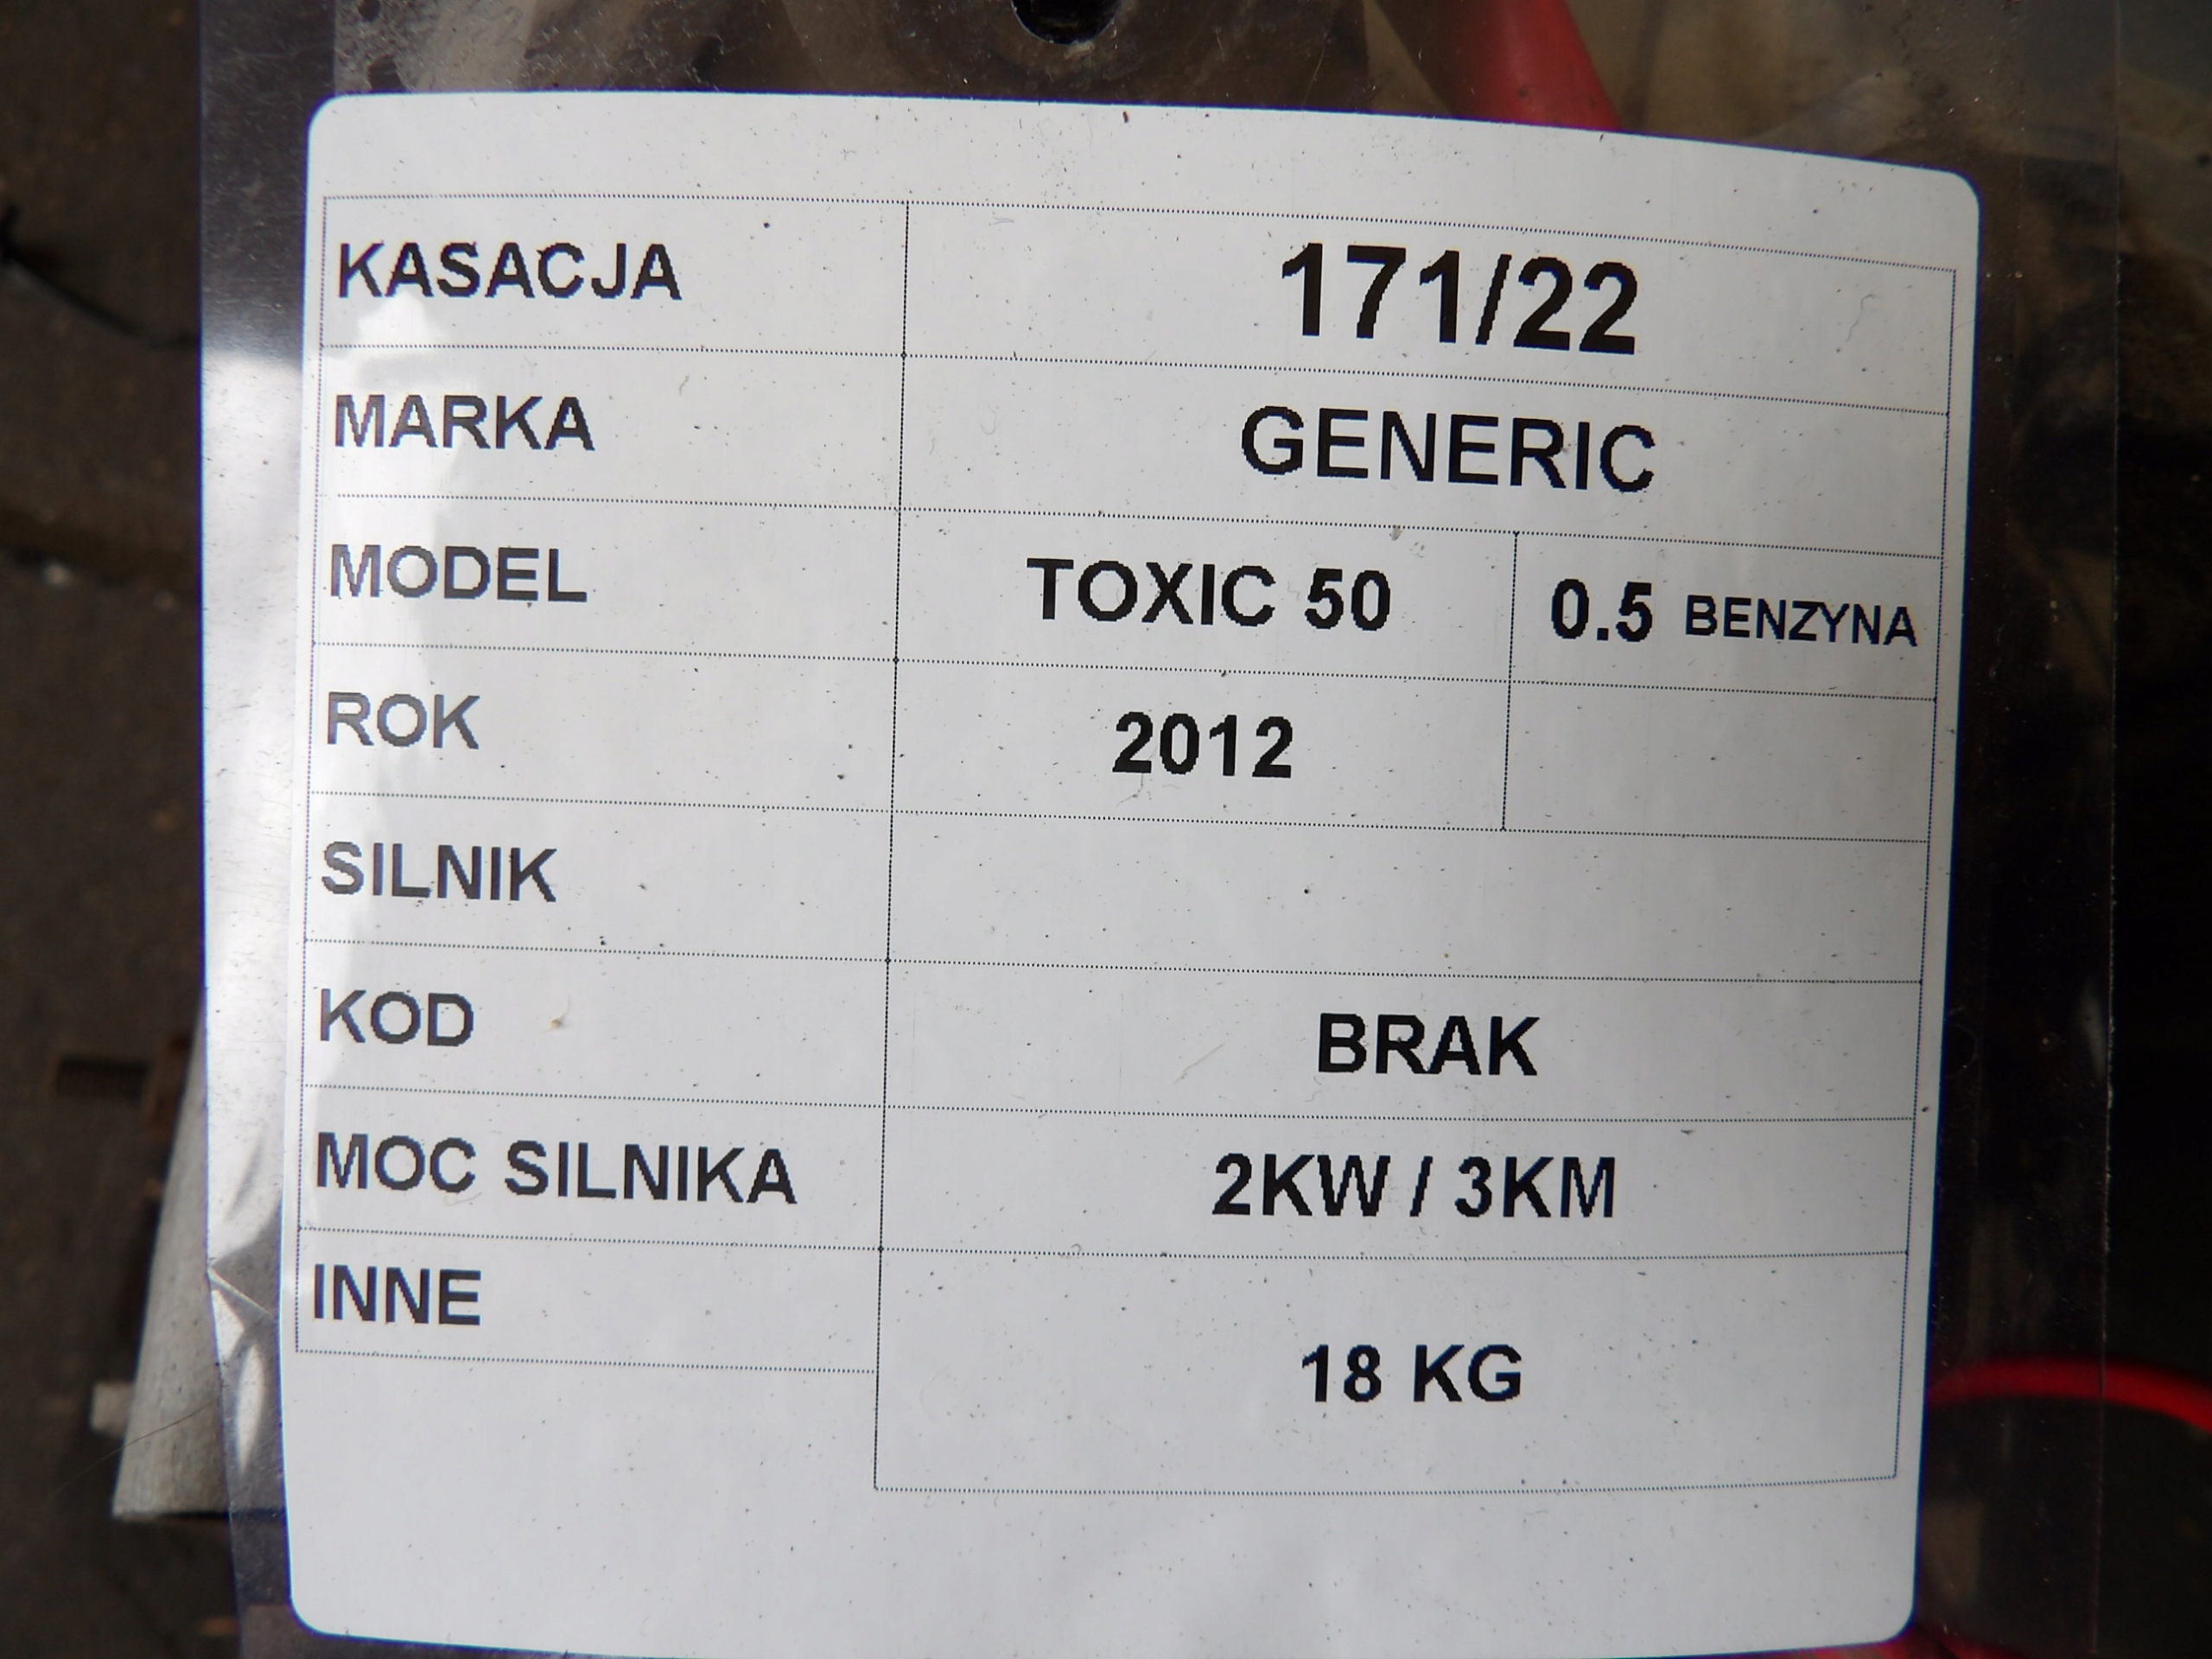 KASACJA 171/22
MARKA GENERIC
MODEL TOXIC 50 0.5 BENZYNA
ROK 2012
SILNIK
KOD BRAK
MOC SILNIKA 2KW / 3KM
INNE
18 KG